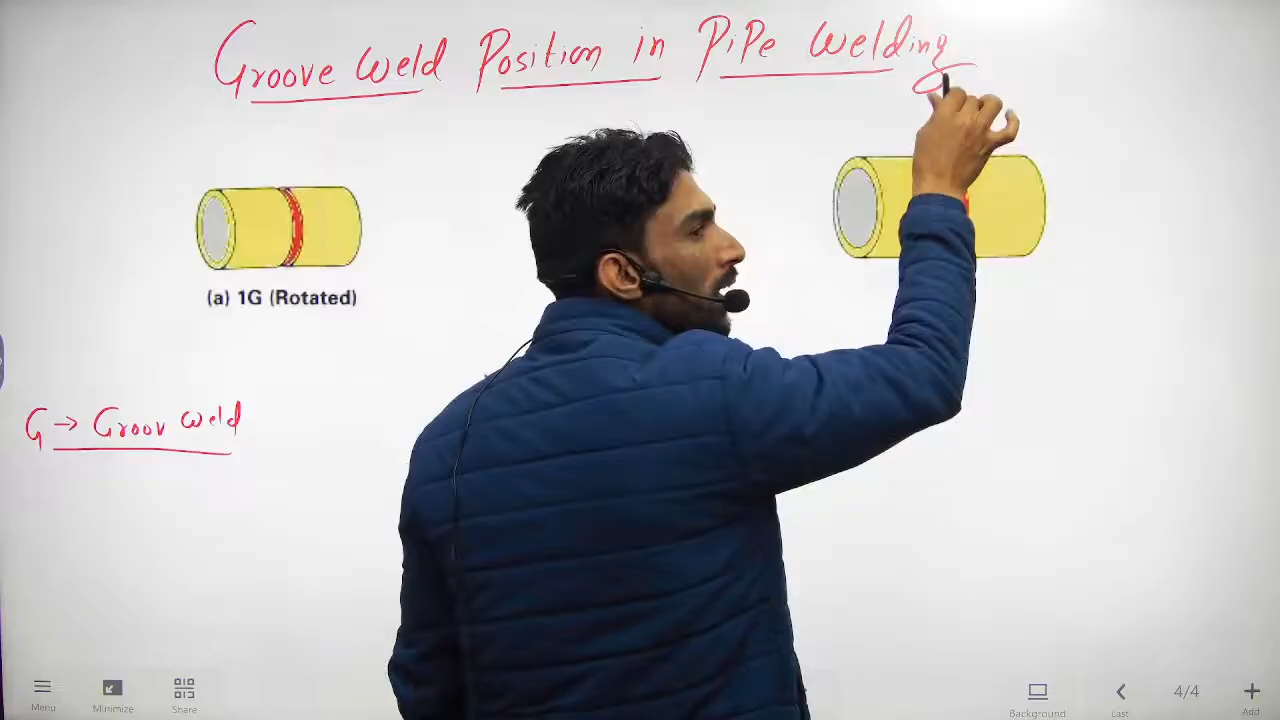 Groove Weld Position in PiPe Welding
(a) 1G (Rotated)
G → Groov weld
Menu
Minimize
Share
Background
Last
4/4
Add